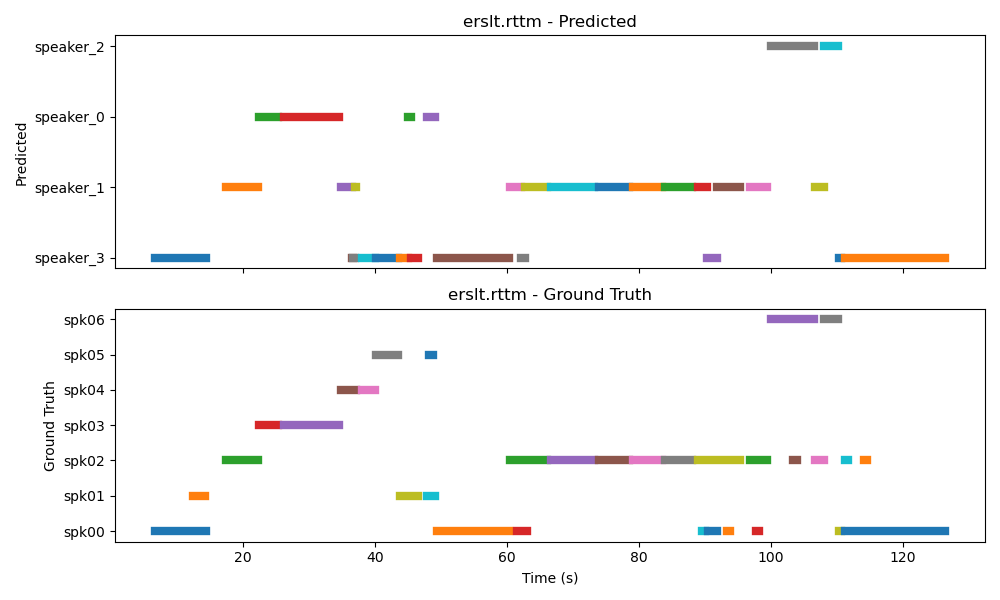 erslt.rttm - Predicted
speaker_2
speaker_0
speaker_1
speaker_3
Predicted
erslt.rttm - Ground Truth
spk06
spk05
spk04
spk03
spk02
spk01
spk00
Ground Truth
20 40 60 80 100 120
Time (s)